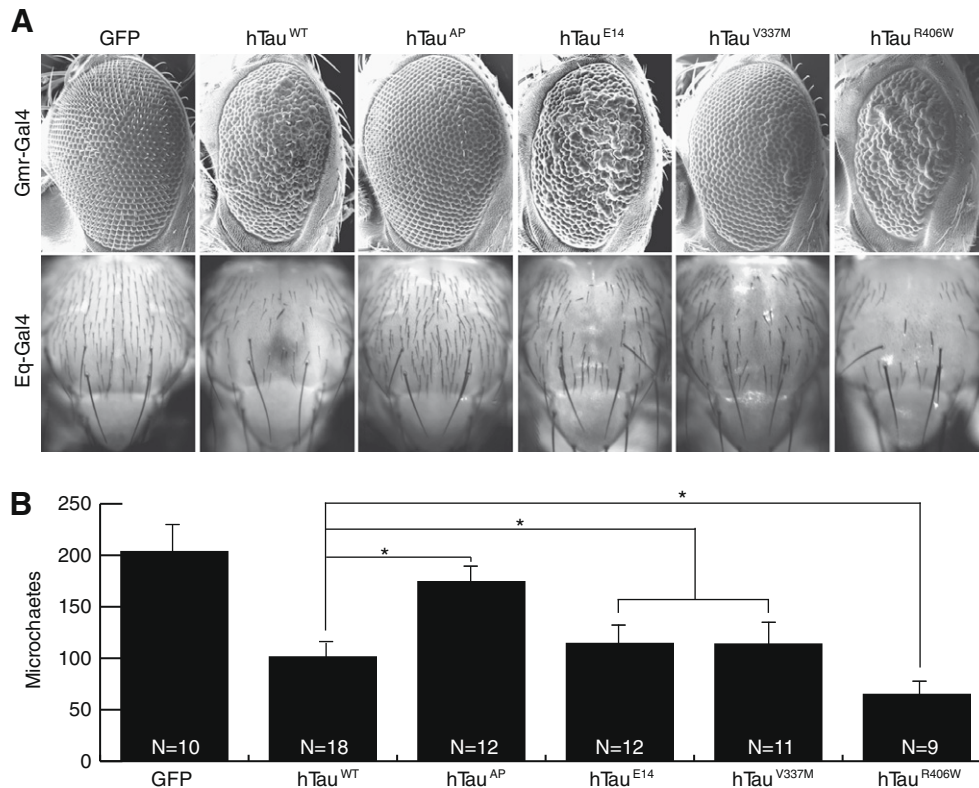 A
GFP hTau WT hTau AP hTau E14 hTau V337M hTau R406W
Gmr-Gal4
Eq-Gal4
B
Microchaetes
250
200
150
100
50
0
* * *
N=10 N=18 N=12 N=12 N=11 N=9
GFP hTau WT hTau AP hTau E14 hTau V337M hTau R406W